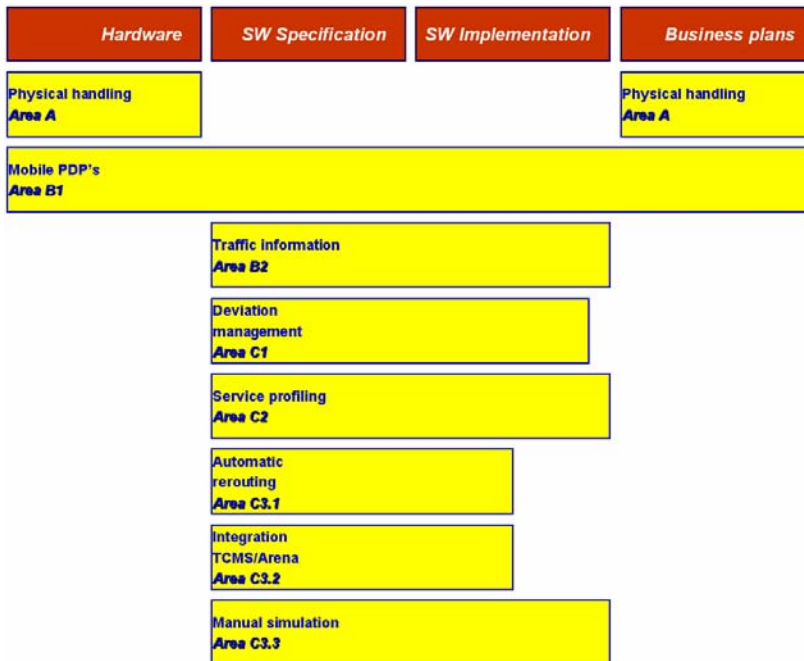 Hardware
SW Specification
SW Implementation
Business plans
Physical handling
Area A
Physical handling
Area A
Mobile PDP's
Area B1
Traffic information
Area B2
Deviation
management
Area C1
Service profiling
Area C2
Automatic
rerouting
Area C3.1
Integration
TCMS/Arena
Area C3.2
Manual simulation
Area C3.3